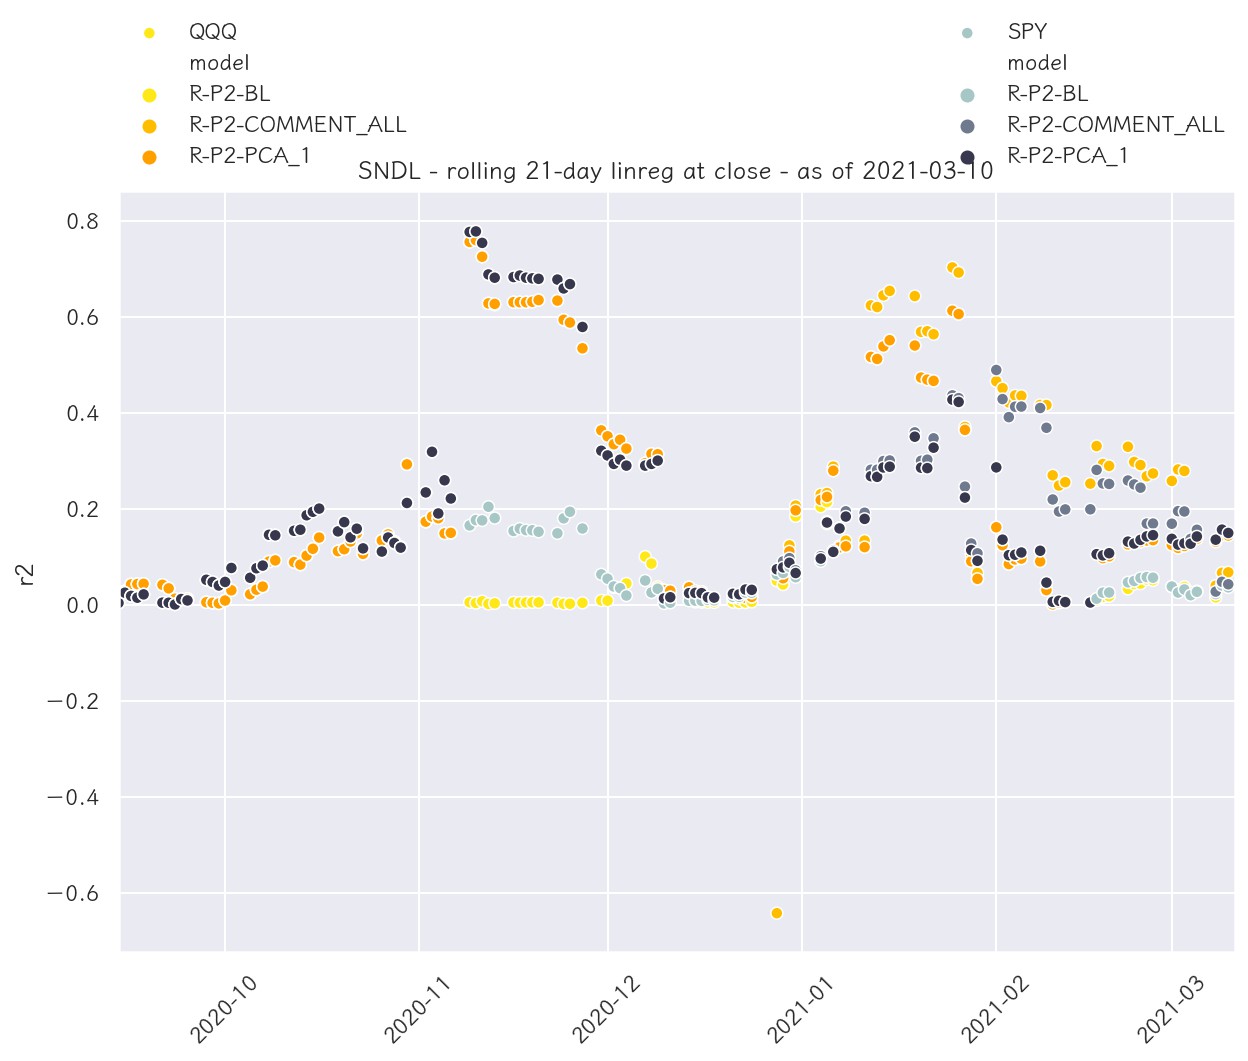 QQQ
model
R-P2-BL
R-P2-COMMENT_ALL
R-P2-PCA_1
SPY
model
R-P2-BL
R-P2-COMMENT_ALL
R-P2-PCA_1
SNDL - rolling 21-day linreg at close - as of 2021-03-10
r2
0.8
0.6
0.4
0.2
0.0
−0.2
−0.4
−0.6
2020-10
2020-11
2020-12
2021-01
2021-02
2021-03